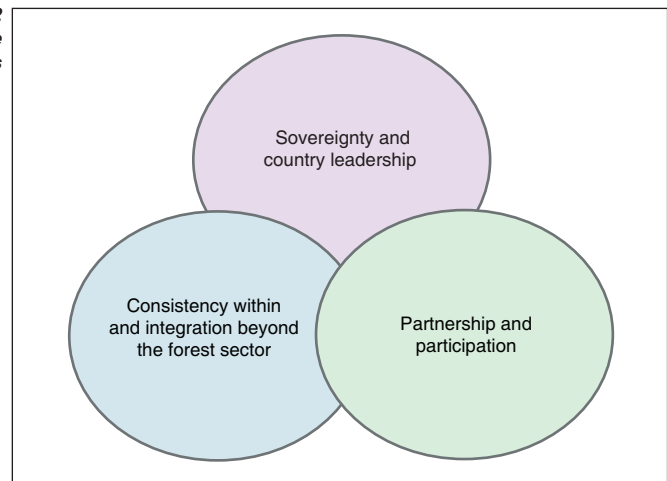 Sovereignty and
country leadership
Consistency within
and integration beyond
the forest sector
Partnership and
participation